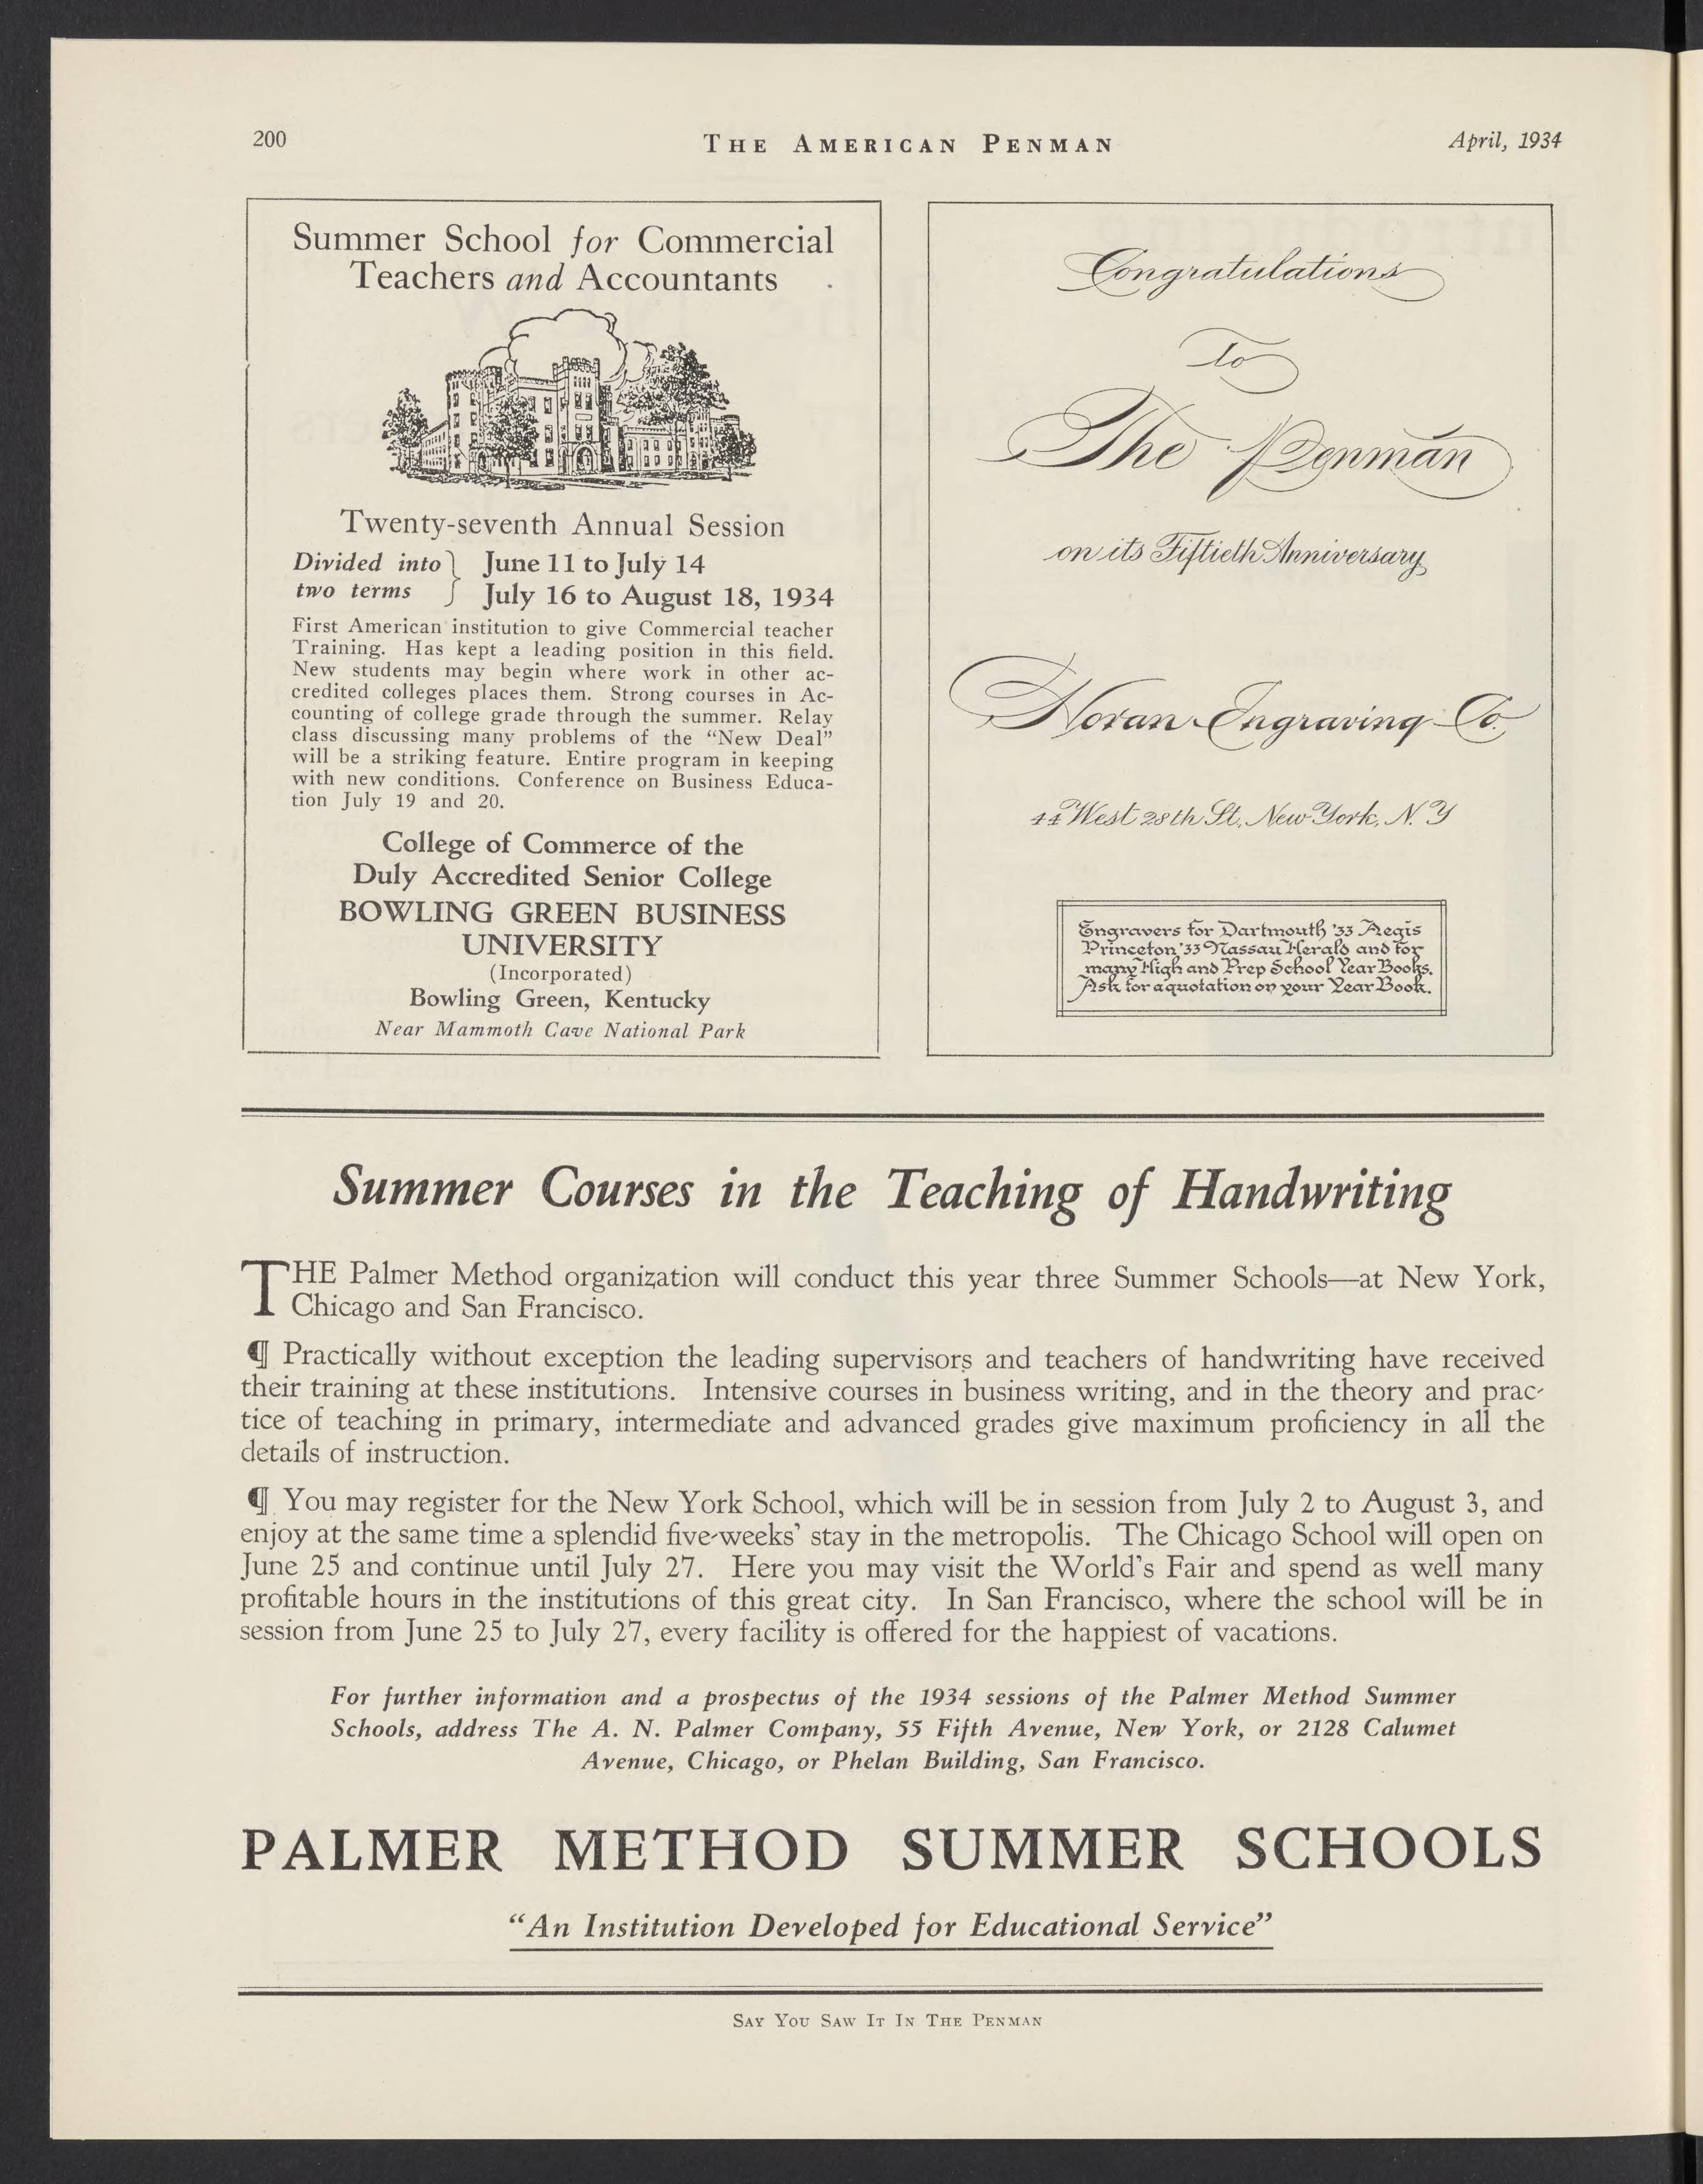 200
THE AMERICAN PENMAN
April, 1934
Summer School for Commercial
Teachers and Accountants
Twenty-seventh Annual Session
Divided into } June 11 to July 14
two terms } July 16 to August 18, 1934
First American institution to give Commercial teacher
Training. Has kept a leading position in this field.
New students may begin where work in other ac-
credited colleges places them. Strong courses in Ac-
counting of college grade through the summer. Relay
class discussing many problems of the “New Deal”
will be a striking feature. Entire program in keeping
with new conditions. Conference on Business Educa-
tion July 19 and 20.
College of Commerce of the
Duly Accredited Senior College
BOWLING GREEN BUSINESS
UNIVERSITY
(Incorporated)
Bowling Green, Kentucky
Near Mammoth Cave National Park
Congratulations
To
The Penman
on its Fiftieth Anniversary
Horan Engraving Co.
44 West 28th St., New York, N. Y
Engravers for Dartmouth '33 Aegis
Princeton '33 Nassau Herald and for
many High and Prep School Year Books.
Ask for a quotation on your Year Book.
Summer Courses in the Teaching of Handwriting
THE Palmer Method organization will conduct this year three Summer Schools—at New York,
Chicago and San Francisco.
¶ Practically without exception the leading supervisors and teachers of handwriting have received
their training at these institutions. Intensive courses in business writing, and in the theory and prac-
tice of teaching in primary, intermediate and advanced grades give maximum proficiency in all the
details of instruction.
¶ You may register for the New York School, which will be in session from July 2 to August 3, and
enjoy at the same time a splendid five-weeks’ stay in the metropolis. The Chicago School will open on
June 25 and continue until July 27. Here you may visit the World’s Fair and spend as well many
profitable hours in the institutions of this great city. In San Francisco, where the school will be in
session from June 25 to July 27, every facility is offered for the happiest of vacations.
For further information and a prospectus of the 1934 sessions of the Palmer Method Summer
Schools, address The A. N. Palmer Company, 55 Fifth Avenue, New York, or 2128 Calumet
Avenue, Chicago, or Phelan Building, San Francisco.
PALMER METHOD SUMMER SCHOOLS
“An Institution Developed for Educational Service”
SAY YOU SAW IT IN THE PENMAN